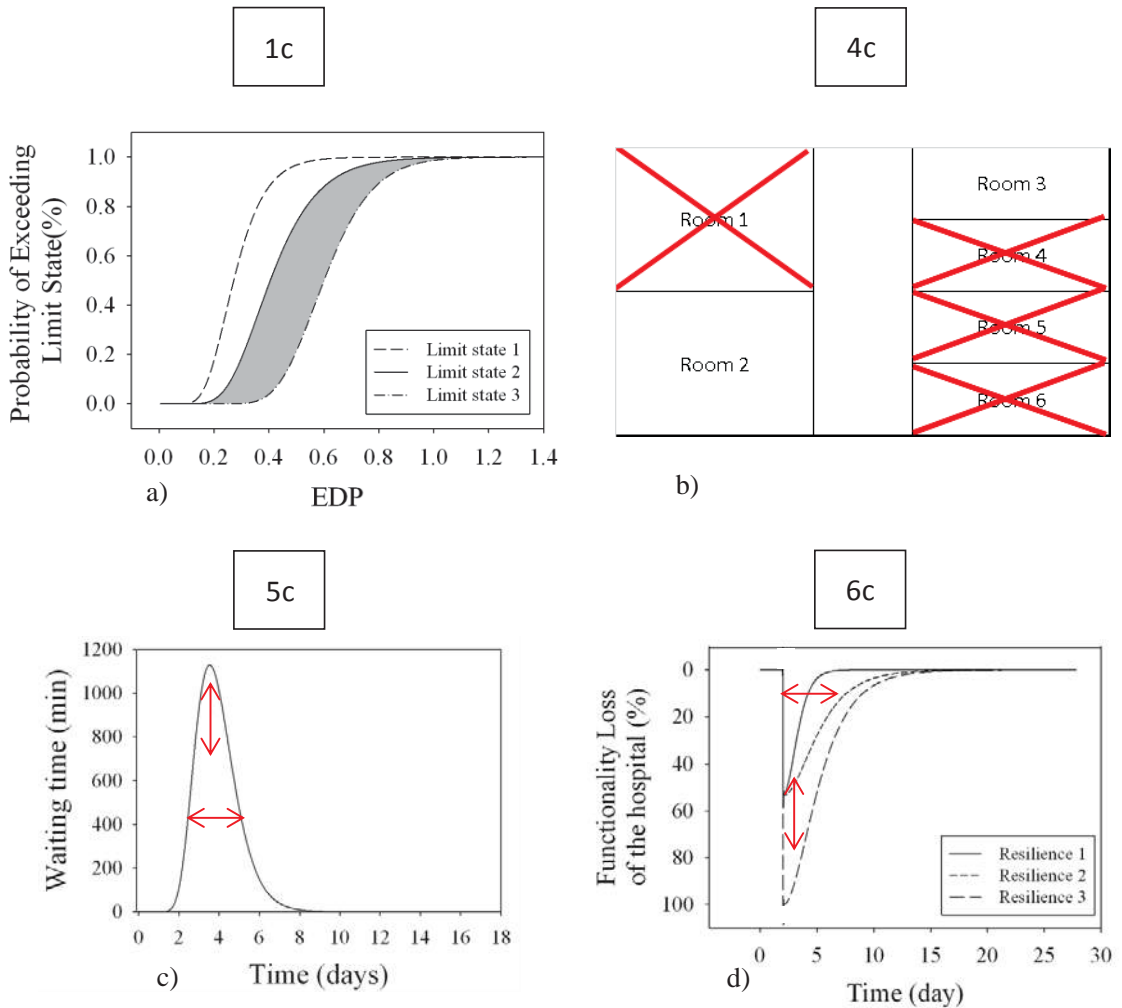 1c
4c
Probability of Exceeding
Limit State(%)
1.0
0.8
0.6
0.4
0.2
0.0
Limit state 1
Limit state 2
Limit state 3
0.0 0.2 0.4 0.6 0.8 1.0 1.2 1.4
a)
EDP
Room 1
Room 2
Room 3
Room 4
Room 5
Room 6
b)
5c
6c
Waiting time (min)
1200
1000
800
600
400
200
0
0 2 4 6 8 10 12 14 16 18
c)
Time (days)
Functionality Loss
of the hospital (%)
0
20
40
60
80
100
Resilience 1
Resilience 2
Resilience 3
0 5 10 15 20 25 30
d)
Time (day)